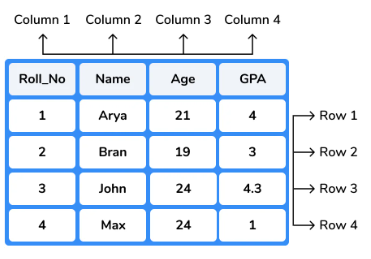 Column 1 Column 2 Column 3 Column 4
Roll_No Name Age GPA
1 Arya 21 4 Row 1
2 Bran 19 3 Row 2
3 John 24 4.3 Row 3
4 Max 24 1 Row 4